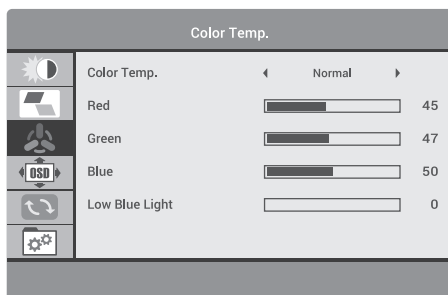 Color Temp.
Color Temp. Normal
Red 45
Green 47
Blue 50
OSD
Low Blue Light 0